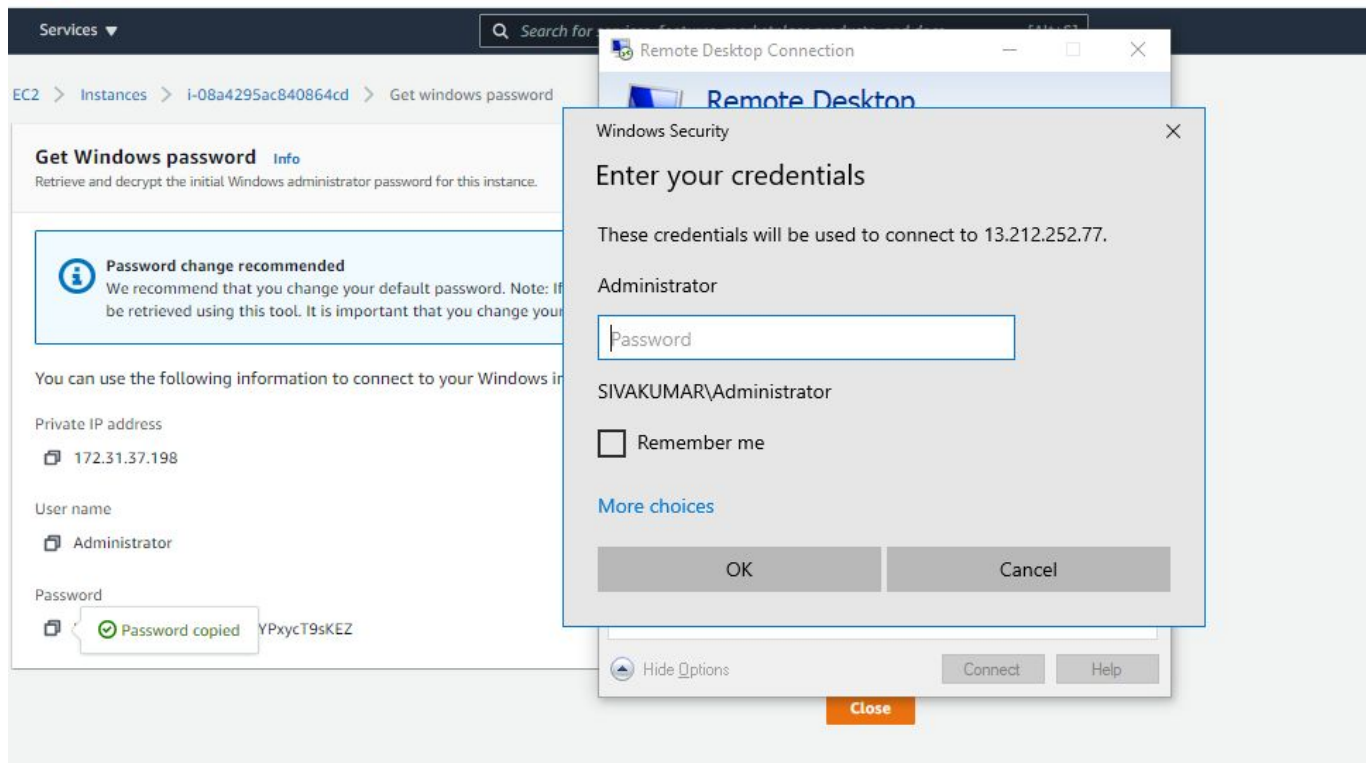 Services ▼
Search for
[Alt+S]
Remote Desktop Connection
EC2 > Instances > i-08a4295ac840864cd > Get windows password
Remote Desktop
Get Windows password Info
Retrieve and decrypt the initial Windows administrator password for this instance.
Password change recommended
We recommend that you change your default password. Note: If
be retrieved using this tool. It is important that you change your
You can use the following information to connect to your Windows in
Private IP address
172.31.37.198
User name
Administrator
Password
Password copied YPxycT9sKEZ
Windows Security
Enter your credentials
These credentials will be used to connect to 13.212.252.77.
Administrator
Password
SIVAKUMAR\Administrator
Remember me
More choices
OK Cancel
Hide Options Connect Help
Close